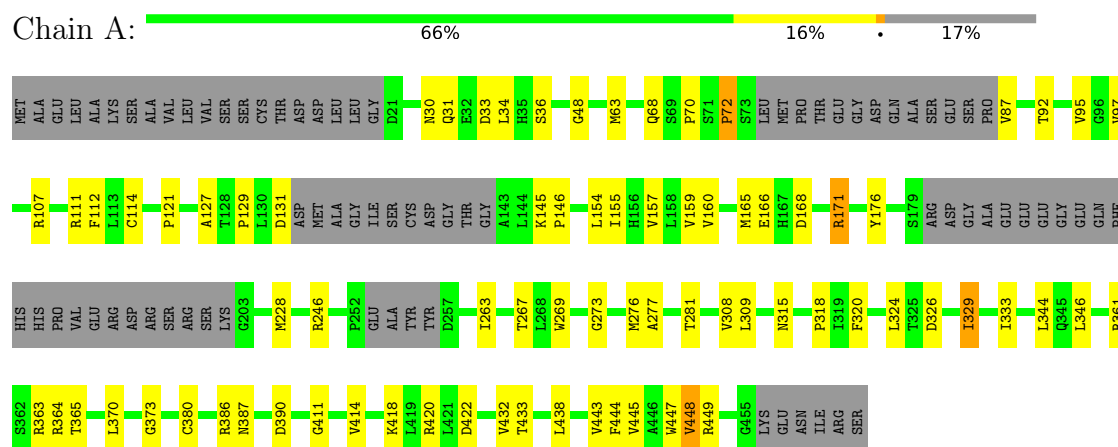 Chain A:
66% 16% • 17%
MET ALA GLU LEU ALA LYS SER ALA VAL LEU VAL SER SER CYS THR ASP ASP LEU LEU GLY D21 N30 Q31 E32 D33 L34 H35 S36 G48 M63 Q68 S69 P70 S71 P72 S73 LEU MET PRO THR GLU GLY ASP GLN ALA SER GLU SER PRO V87 T92 V95 G96 V97
R107 R111 F112 L113 C114 P121 A127 T128 P129 L130 D131 ASP MET ALA GLY ILE SER CYS ASP GLY THR GLY A143 L144 K145 P146 L154 I155 H156 V157 L158 V159 V160 M165 E166 H167 D168 R171 Y176 S179 ARG ASP GLY ALA GLU GLU GLU GLY GLU GLN PHE
HIS HIS PRO VAL GLU ARG ASP ARG SER ARG SER LYS G203 M228 R246 P252 GLU ALA TYR TYR D257 I263 T267 L268 W269 G273 M276 A277 T281 V308 L309 N315 P318 I319 F320 L324 T325 D326 I329 I333 L344 Q345 L346
S362 R363 R364 T365 L370 G373 C380 R386 N387 D390 G411 V414 K418 L419 R420 L421 D422 V432 T433 L438 V443 F444 V445 A446 W447 V448 R449 G455 LYS GLU ASN ILE ARG SER